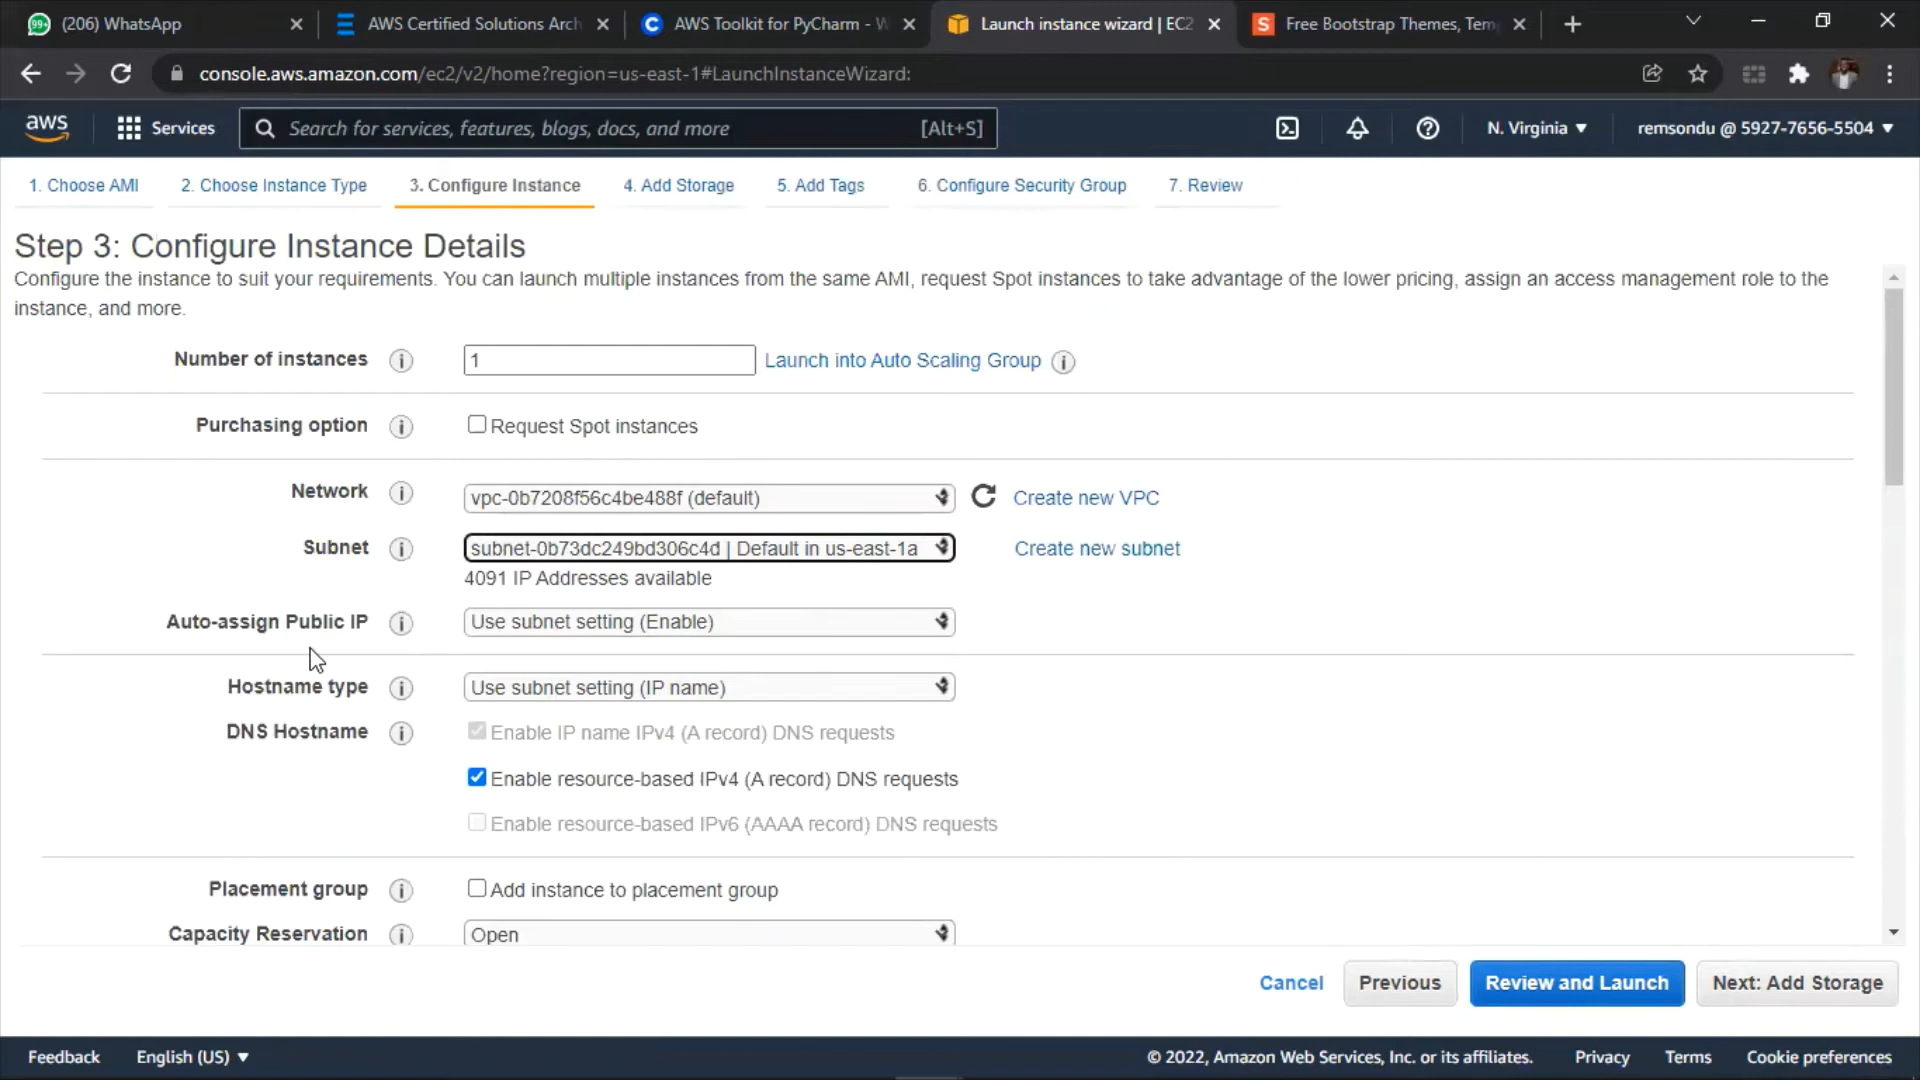 (206) WhatsApp
AWS Certified Solutions Arch
AWS Toolkit for PyCharm - W
Launch instance wizard | EC2
Free Bootstrap Themes, Tem
console.aws.amazon.com/ec2/v2/home?region=us-east-1#LaunchInstanceWizard:
aws
Services
Search for services, features, blogs, docs, and more
[Alt+S]
N. Virginia
remsondu @ 5927-7656-5504
1. Choose AMI
2. Choose Instance Type
3. Configure Instance
4. Add Storage
5. Add Tags
6. Configure Security Group
7. Review
Step 3: Configure Instance Details
Configure the instance to suit your requirements. You can launch multiple instances from the same AMI, request Spot instances to take advantage of the lower pricing, assign an access management role to the
instance, and more.
Number of instances
1
Launch into Auto Scaling Group
Purchasing option
Request Spot instances
Network
vpc-0b7208f56c4be488f (default)
Create new VPC
Subnet
subnet-0b73dc249bd306c4d | Default in us-east-1a
Create new subnet
4091 IP Addresses available
Auto-assign Public IP
Use subnet setting (Enable)
Hostname type
Use subnet setting (IP name)
DNS Hostname
Enable IP name IPv4 (A record) DNS requests
Enable resource-based IPv4 (A record) DNS requests
Enable resource-based IPv6 (AAAA record) DNS requests
Placement group
Add instance to placement group
Capacity Reservation
Open
Cancel
Previous
Review and Launch
Next: Add Storage
Feedback
English (US)
© 2022, Amazon Web Services, Inc. or its affiliates.
Privacy
Terms
Cookie preferences